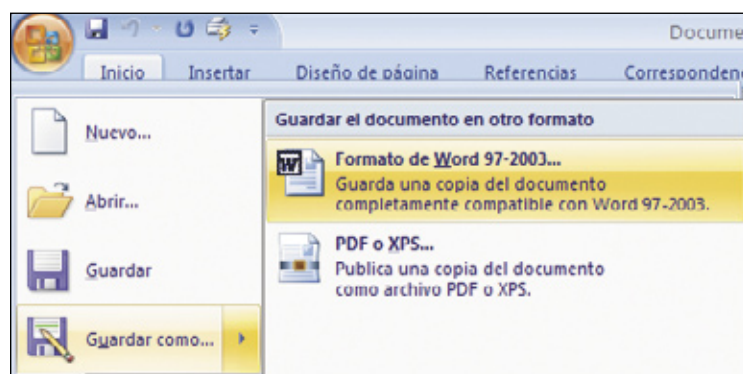 Docume
Inicio Insertar Diseño de página Referencias Corresponden
Nuevo...
Abrir...
Guardar
Guardar como...
Guardar el documento en otro formato
Formato de Word 97-2003...
Guarda una copia del documento
completamente compatible con Word 97-2003.
PDF o XPS...
Publica una copia del documento
como archivo PDF o XPS.